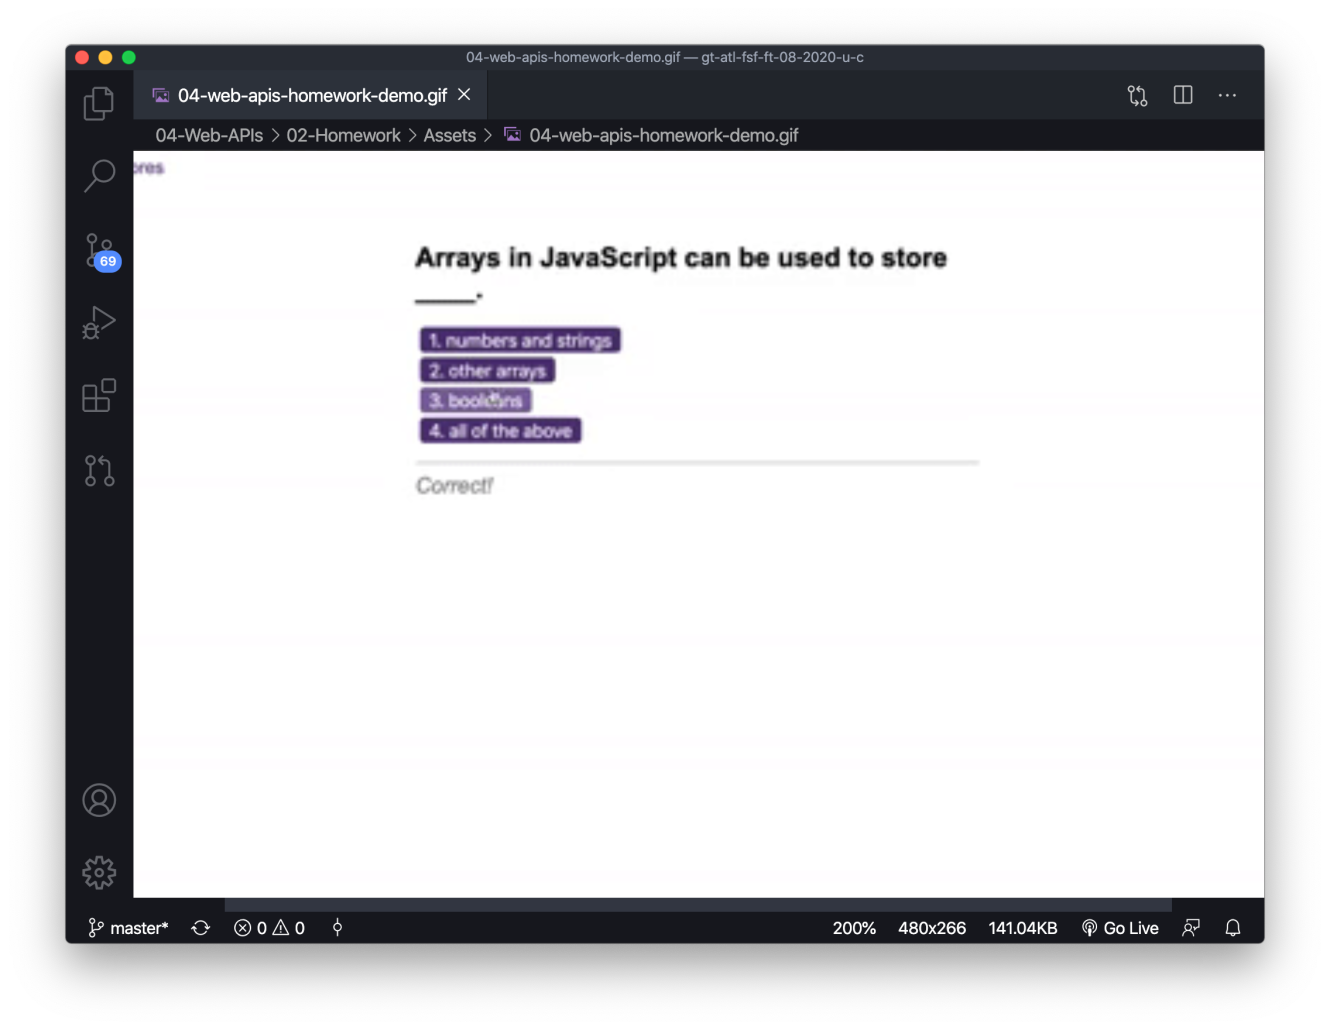 04-web-apis-homework-demo.gif — gt-atl-fsf-ft-08-2020-u-c
04-web-apis-homework-demo.gif
04-Web-APIs > 02-Homework > Assets > 04-web-apis-homework-demo.gif
ores
69
Arrays in JavaScript can be used to store
_____.
1. numbers and strings
2. other arrays
3. booleans
4. all of the above
Correct!
master* 0 0 200% 480x266 141.04KB Go Live